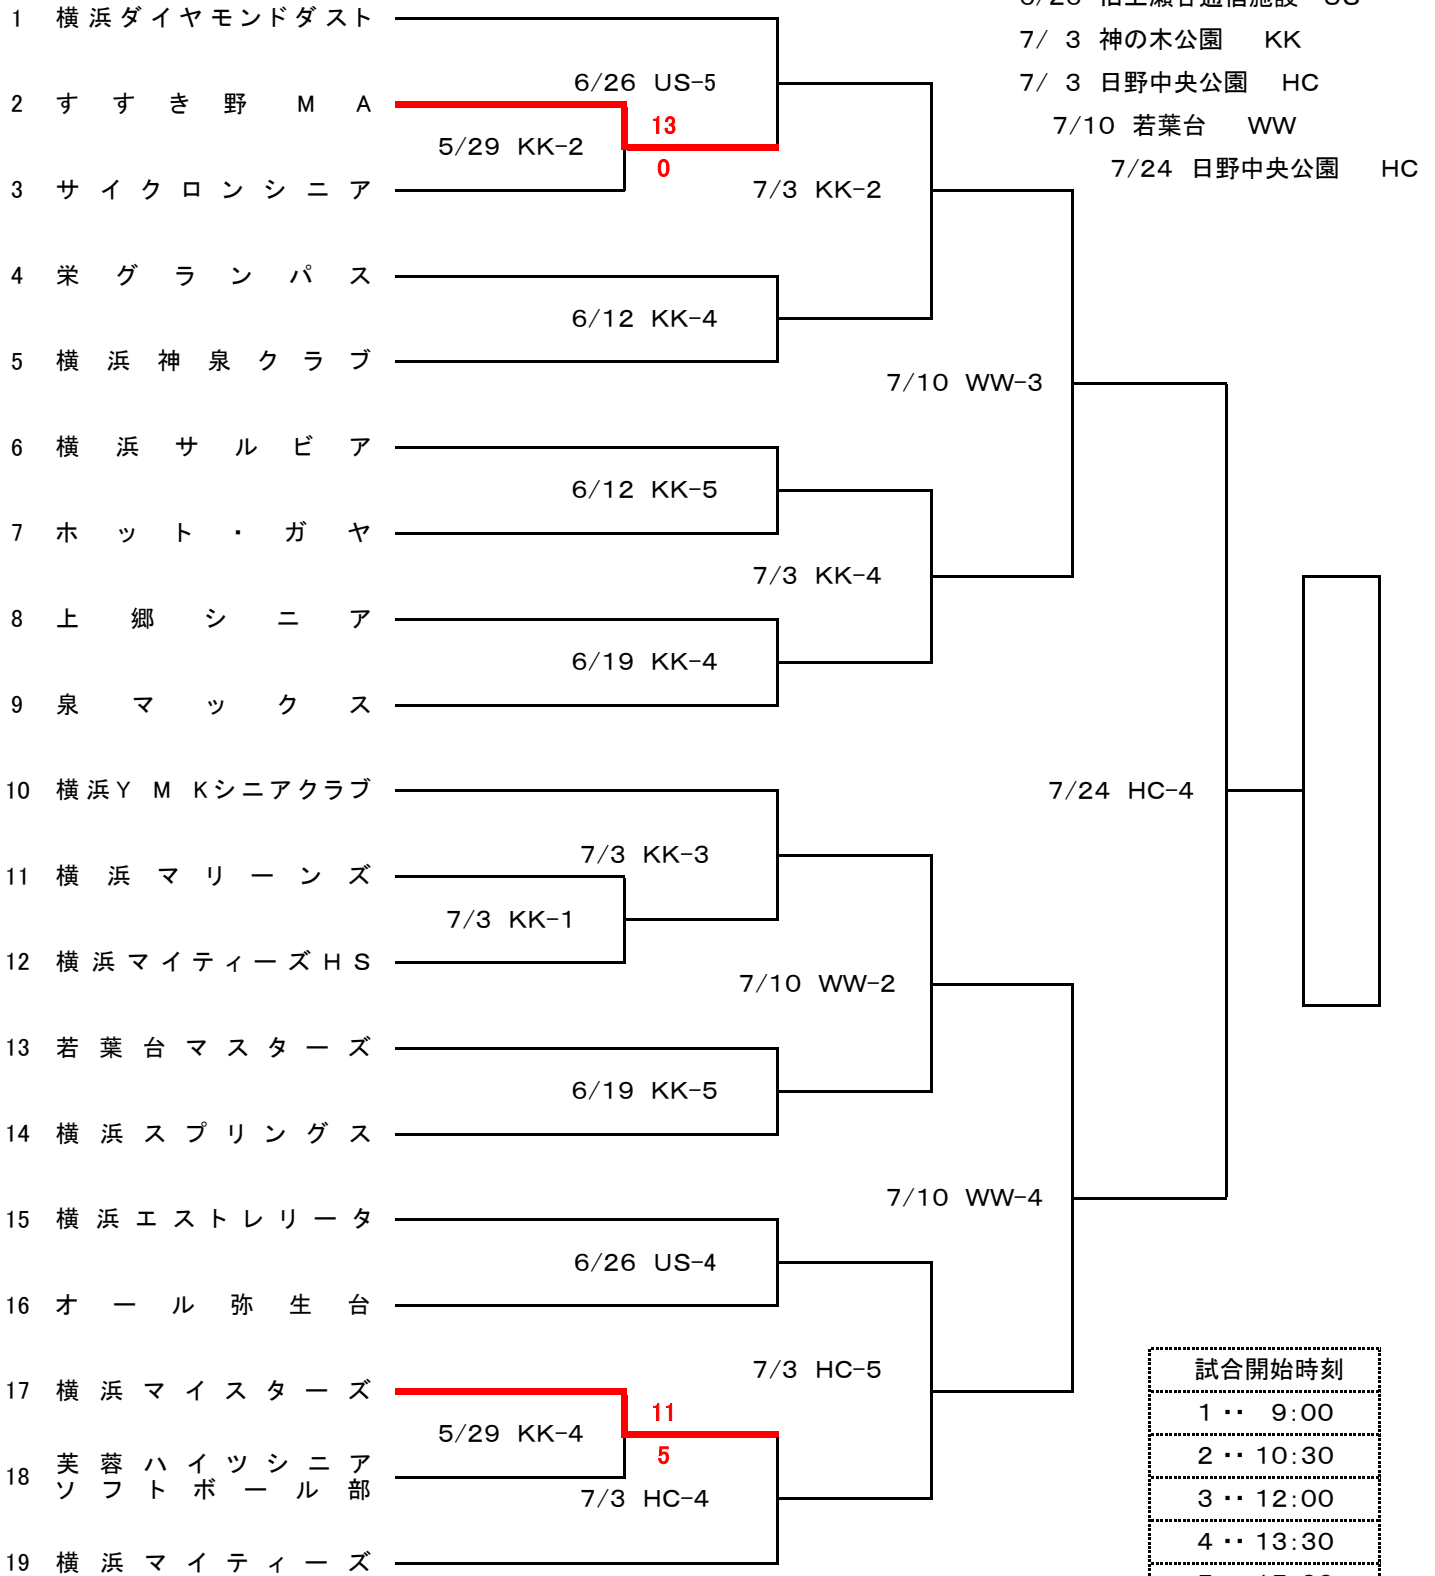 7/ 3 神の木公園 KK
7/ 3 日野中央公園 HC
7/10 若葉台 WW
7/24 日野中央公園 HC
1 横浜ダイヤモンドダスト
6/26 US-5
2 すすき野MA
13
5/29 KK-2
0
3 サイクロンシニア
7/3 KK-2
4 栄グランパス
6/12 KK-4
5 横浜神泉クラブ
7/10 WW-3
6 横浜サルビア
6/12 KK-5
7 ホット・ガヤ
7/3 KK-4
8 上郷シニア
6/19 KK-4
9 泉マックス
10 横浜YMKシニアクラブ
7/24 HC-4
7/3 KK-3
11 横浜マリーンズ
7/3 KK-1
12 横浜マイティーズHS
7/10 WW-2
13 若葉台マスターズ
6/19 KK-5
14 横浜スプリングス
7/10 WW-4
15 横浜エストレリータ
6/26 US-4
16 オール弥生台
7/3 HC-5
17 横浜マイスターズ
11
5/29 KK-4
5
18 芙蓉ハイツシニア
ソフトボール部
7/3 HC-4
19 横浜マイティーズ
試合開始時刻
1 ・・ 9:00
2 ・・ 10:30
3 ・・ 12:00
4 ・・ 13:30